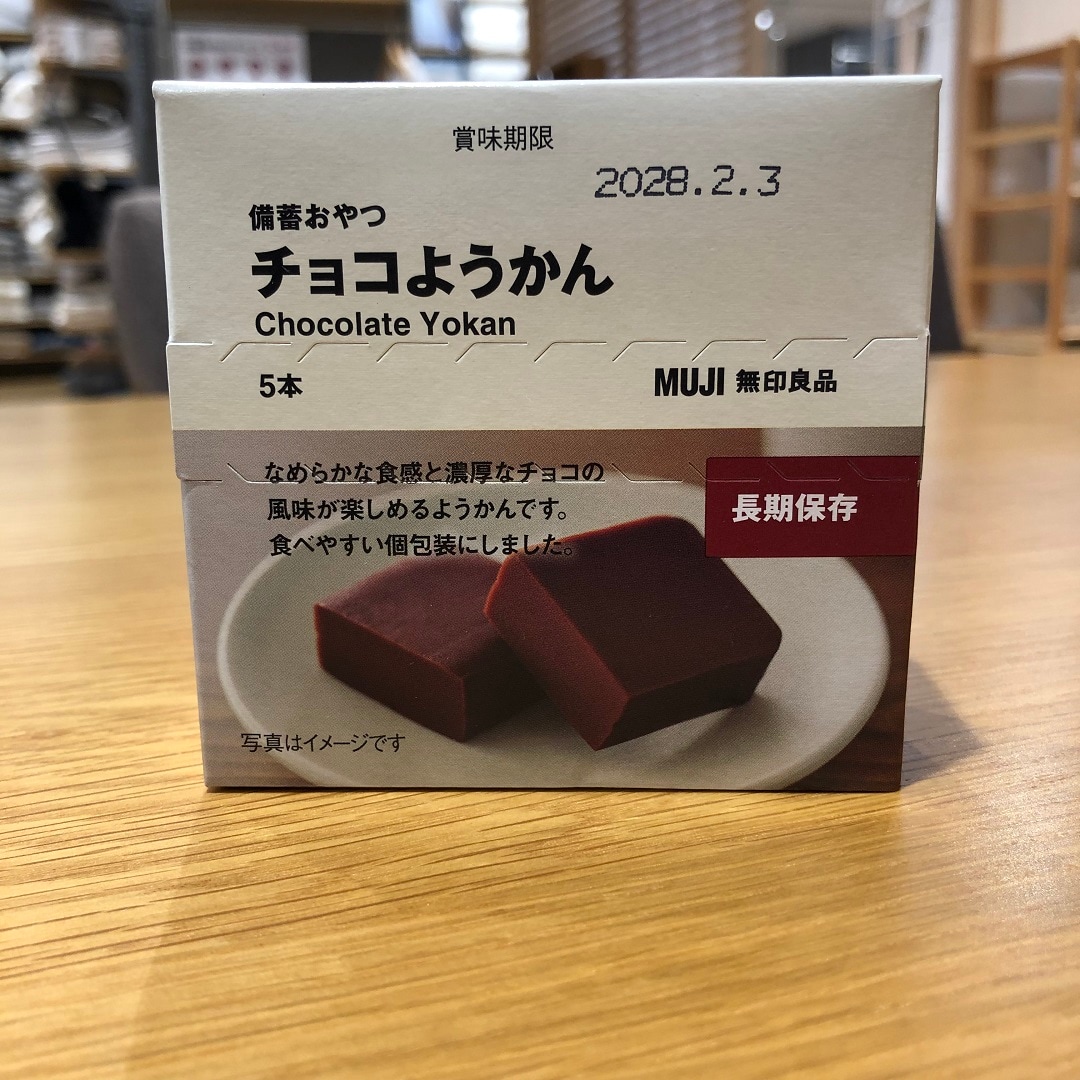 賞味期限
2028.2.3
備蓄おやつ
チョコようかん
Chocolate Yokan
5本
MUJI 無印良品
なめらかな食感と濃厚なチョコの
風味が楽しめるようかんです。
食べやすい個包装にしました。
長期保存
写真はイメージです